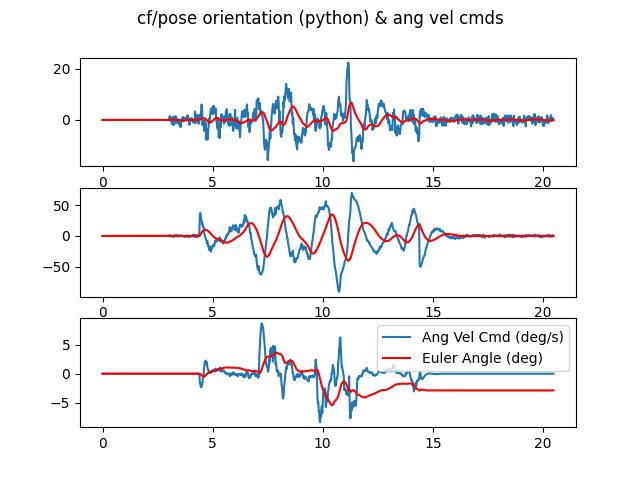 cf/pose orientation (python) & ang vel cmds
20
0
0 5 10 15 20
50
0
−50
0 5 10 15 20
5
0
−5
Ang Vel Cmd (deg/s)
Euler Angle (deg)
0 5 10 15 20